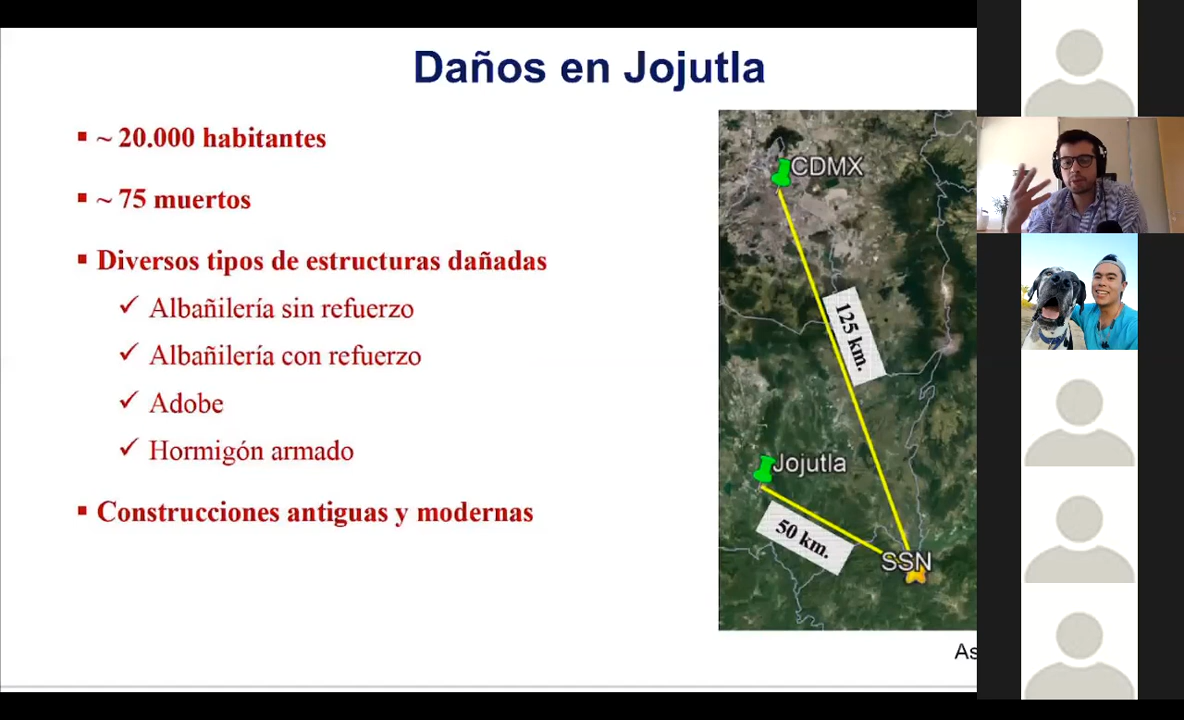 Daños en Jojutla
▪ ~ 20.000 habitantes
▪ ~ 75 muertos
▪ Diversos tipos de estructuras dañadas
✓ Albañilería sin refuerzo
✓ Albañilería con refuerzo
✓ Adobe
✓ Hormigón armado
▪ Construcciones antiguas y modernas
CDMX
125 km.
Jojutla
50 km.
SSN
As